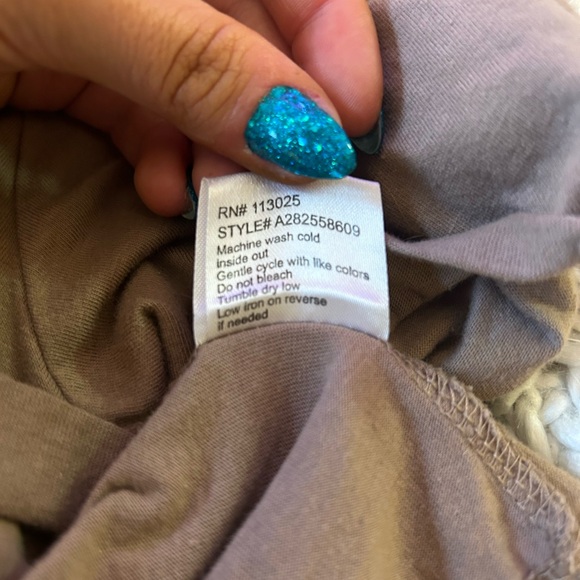 RN# 113025
STYLE# A282558609
Machine wash cold
inside out
Gentle cycle with like colors
Do not bleach
Tumble dry low
Low iron on reverse
if needed